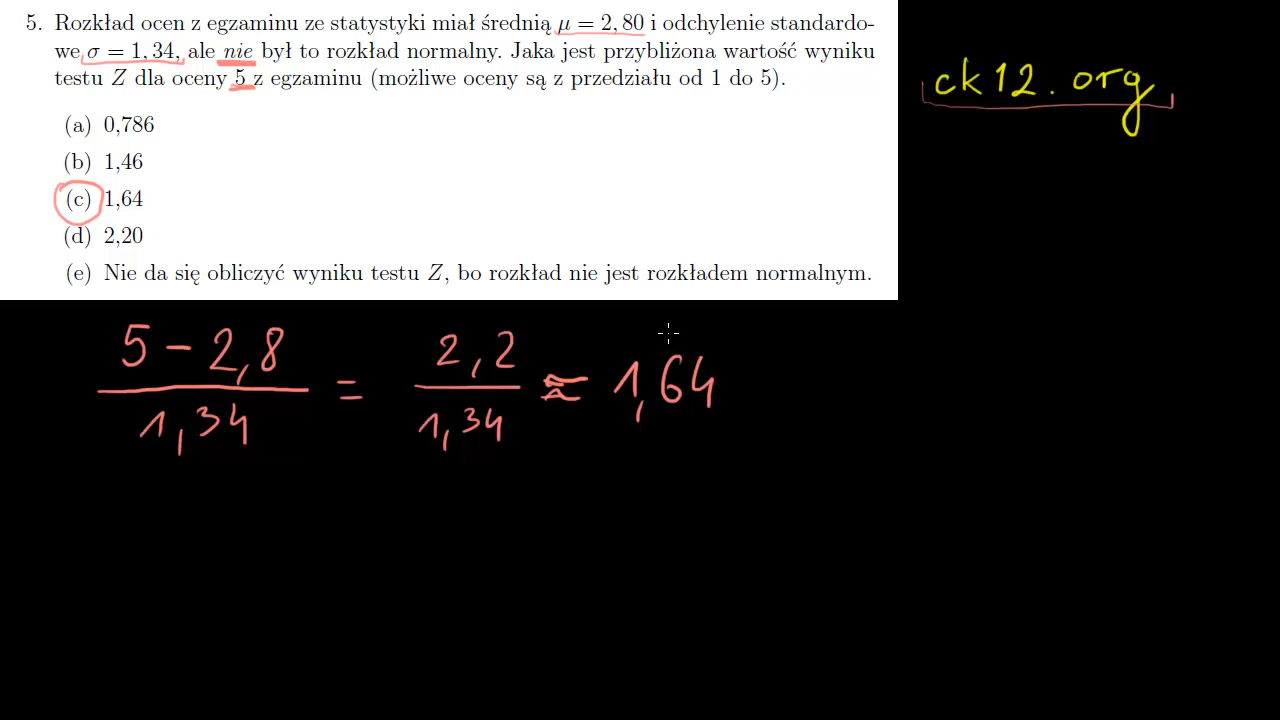 5. Rozkład ocen z egzaminu ze statystyki miał średnią μ = 2, 80 i odchylenie standardo-
we σ = 1, 34, ale nie był to rozkład normalny. Jaka jest przybliżona wartość wyniku
testu Z dla oceny 5 z egzaminu (możliwe oceny są z przedziału od 1 do 5).
(a) 0,786
(b) 1,46
(c) 1,64
(d) 2,20
(e) Nie da się obliczyć wyniku testu Z, bo rozkład nie jest rozkładem normalnym.
ck12.org
5 - 2,8 / 1,34 = 2,2 / 1,34 ≈ 1,64